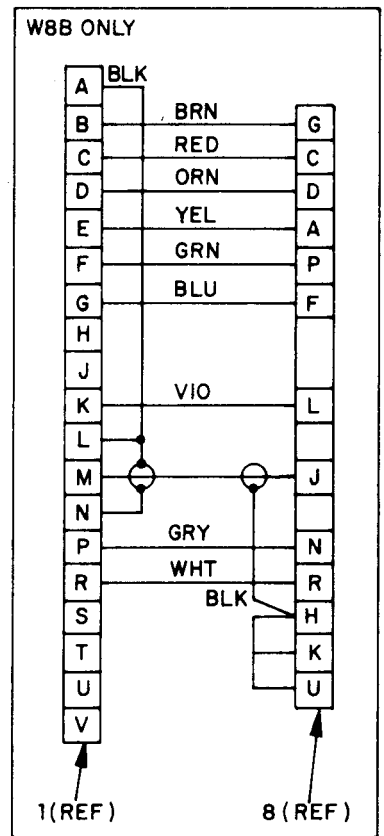 W8B ONLY
A BLK
B BRN G
C RED C
D ORN D
E YEL A
F GRN P
G BLU F
H
J
K VIO L
L
M J
N
P GRY N
R WHT R
S BLK H
T K
U U
V
1(REF) 8(REF)